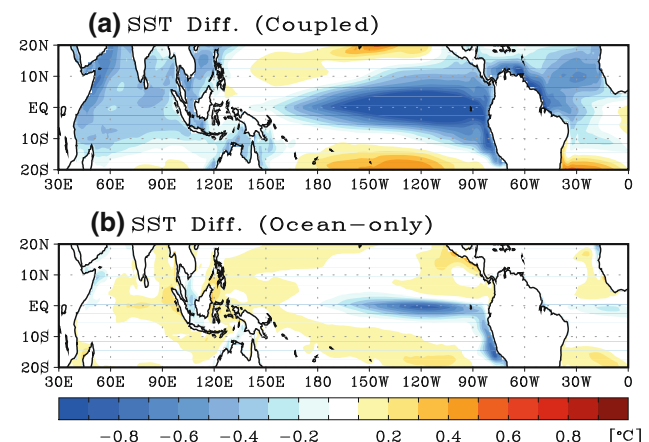 (a) SST Diff. (Coupled)
20N
10N
EQ
10S
20S
30E 60E 90E 120E 150E 180 150W 120W 90W 60W 30W 0
(b) SST Diff. (Ocean−only)
20N
10N
EQ
10S
20S
30E 60E 90E 120E 150E 180 150W 120W 90W 60W 30W 0
−0.8 −0.6 −0.4 −0.2 0.2 0.4 0.6 0.8 [°C]